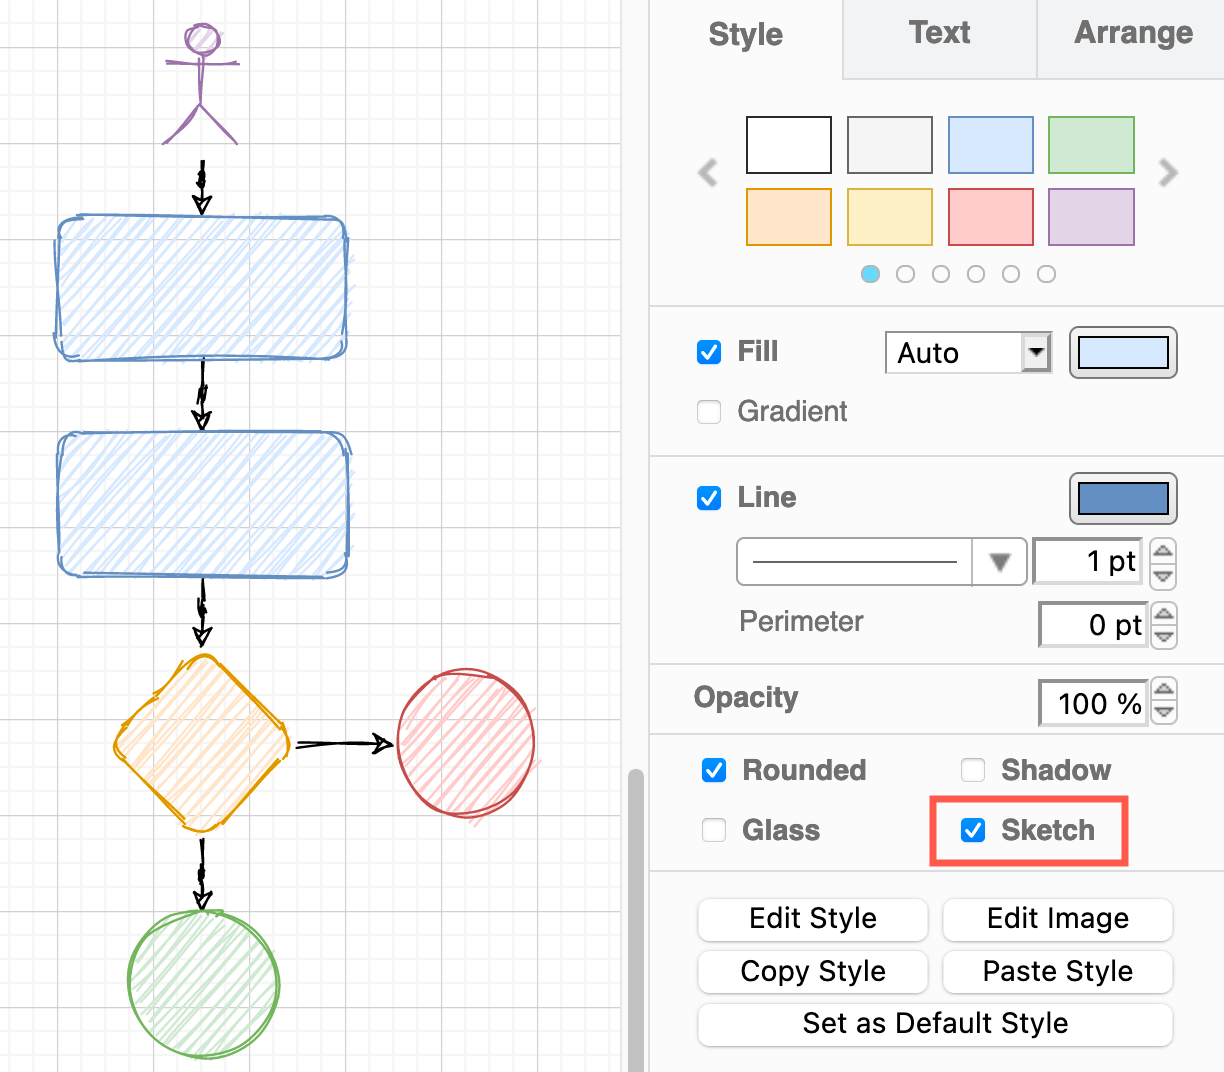 Style Text Arrange
Fill Auto
Gradient
Line
1 pt
Perimeter 0 pt
Opacity 100 %
Rounded Shadow
Glass Sketch
Edit Style Edit Image
Copy Style Paste Style
Set as Default Style